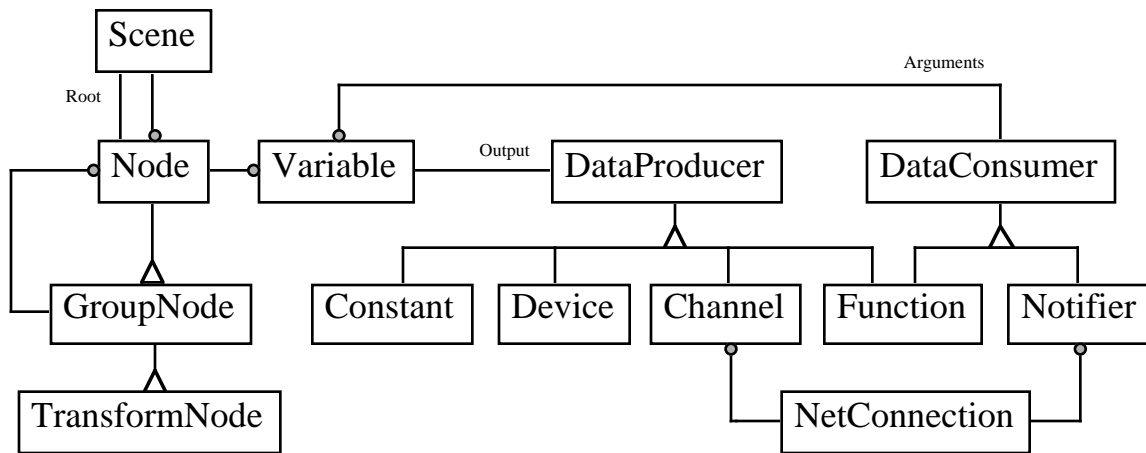 Scene
Arguments
Root
Node
Variable
Output
DataProducer
DataConsumer
GroupNode
Constant
Device
Channel
Function
Notifier
TransformNode
NetConnection